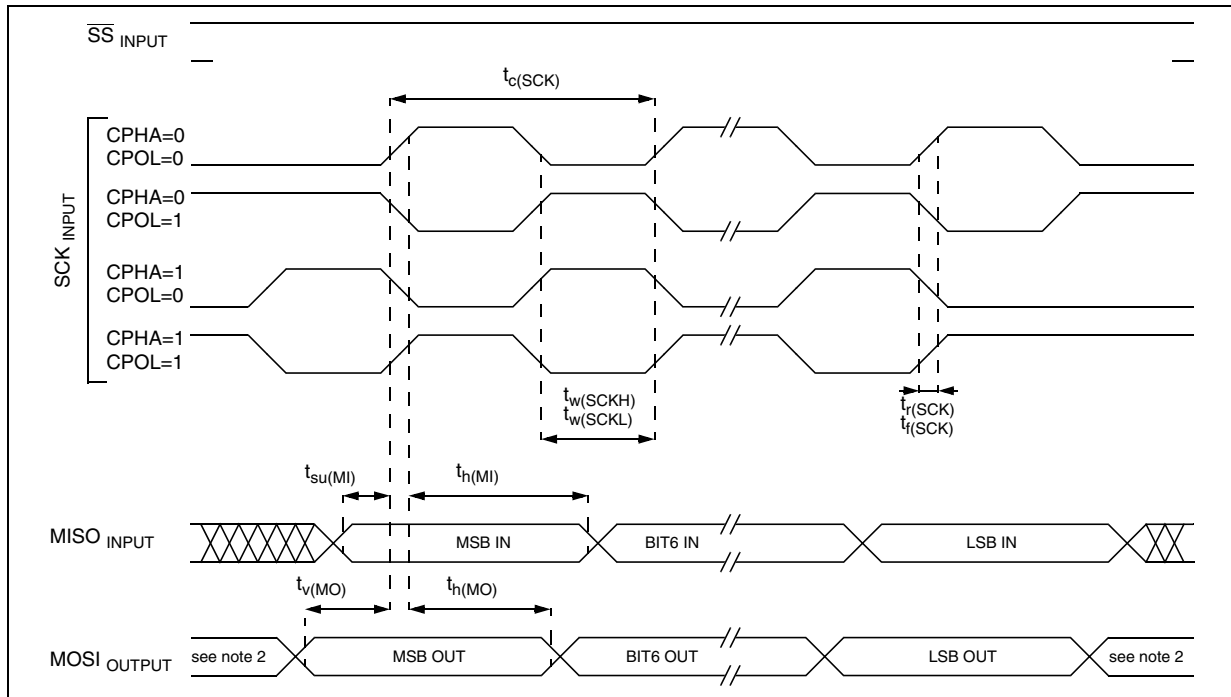 SS INPUT
tc(SCK)
SCK INPUT
CPHA=0
CPOL=0
CPHA=0
CPOL=1
CPHA=1
CPOL=0
CPHA=1
CPOL=1
tw(SCKH)
tw(SCKL)
tr(SCK)
tf(SCK)
tsu(MI)
th(MI)
MISO INPUT
MSB IN
BIT6 IN
LSB IN
tv(MO)
th(MO)
MOSI OUTPUT
see note 2
MSB OUT
BIT6 OUT
LSB OUT
see note 2